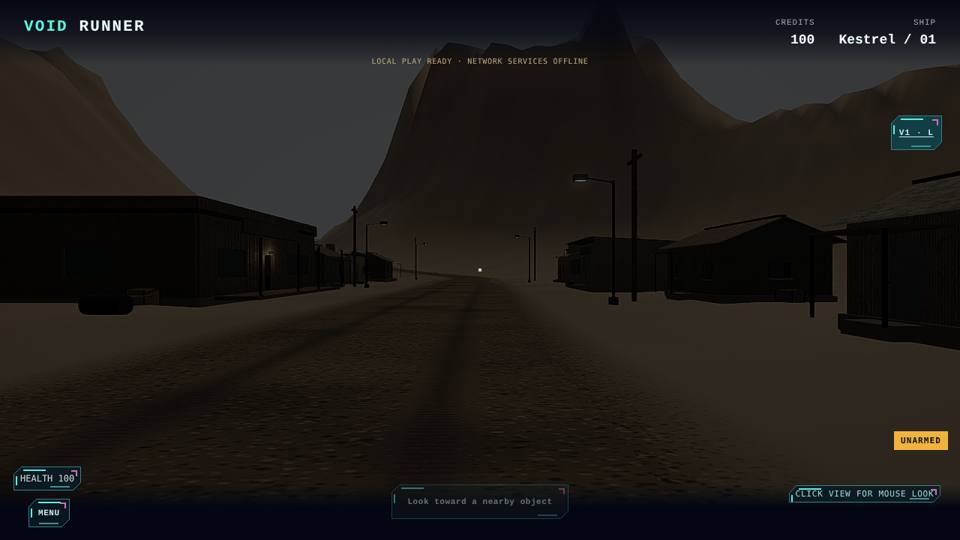 VOID RUNNER
CREDITS
100
SHIP
Kestrel / 01
LOCAL PLAY READY · NETWORK SERVICES OFFLINE
V1 · L
UNARMED
HEALTH 100
MENU
Look toward a nearby object
CLICK VIEW FOR MOUSE LOOK